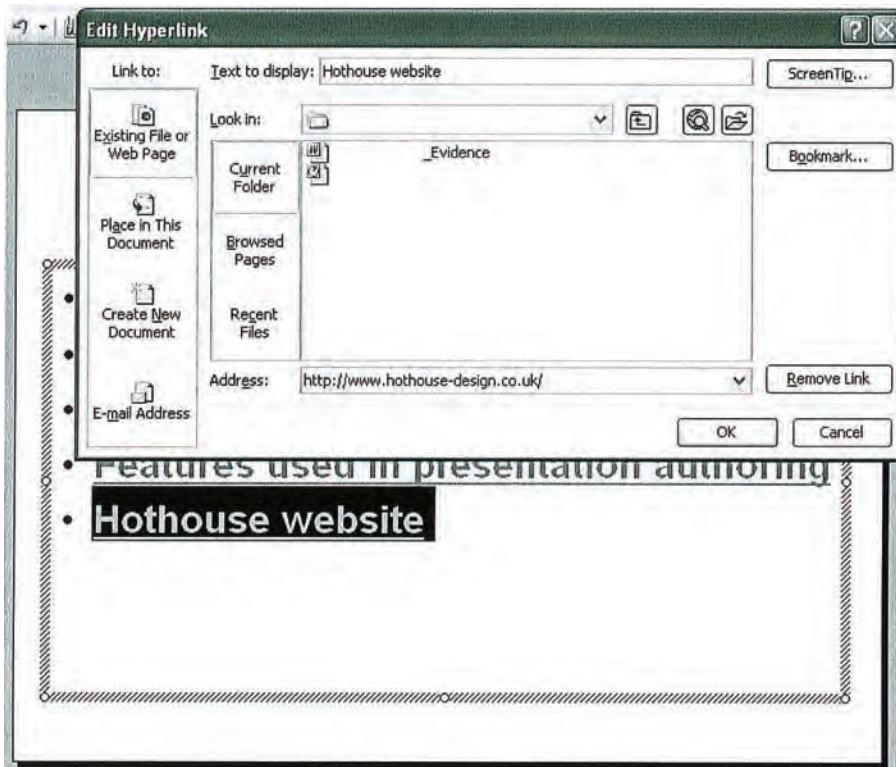 Edit Hyperlink
Link to:
Text to display: Hothouse website
ScreenTip...
Existing File or
Web Page
Look in:
Current
Folder
_Evidence
Bookmark...
Place in This
Document
Browsed
Pages
Create New
Document
Recent
Files
E-mail Address
Address: http://www.hothouse-design.co.uk/
Remove Link
OK
Cancel
• Features used in presentation authoring
• Hothouse website